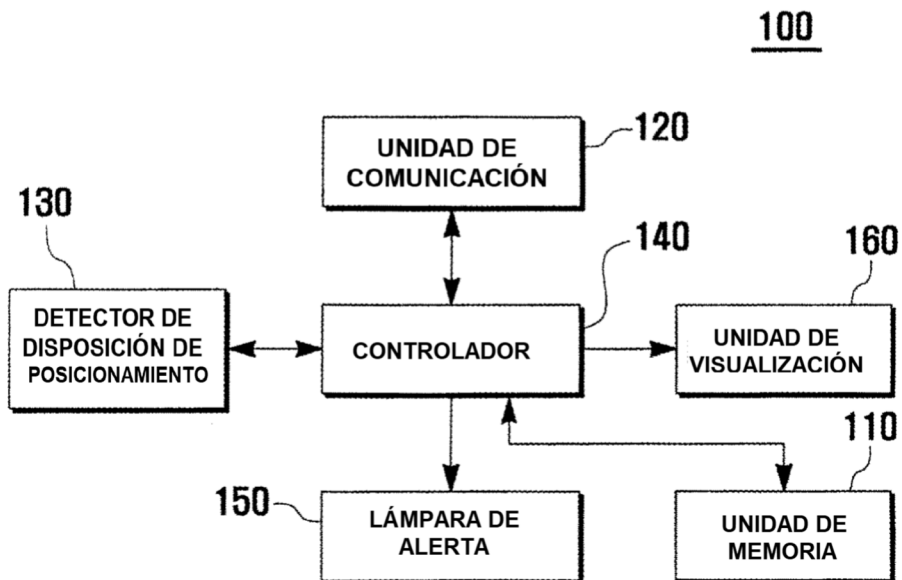 100
120
UNIDAD DE
COMUNICACIÓN
130
140
160
DETECTOR DE
DISPOSICIÓN DE
POSICIONAMIENTO
CONTROLADOR
UNIDAD DE
VISUALIZACIÓN
110
150
LÁMPARA DE
ALERTA
UNIDAD DE
MEMORIA